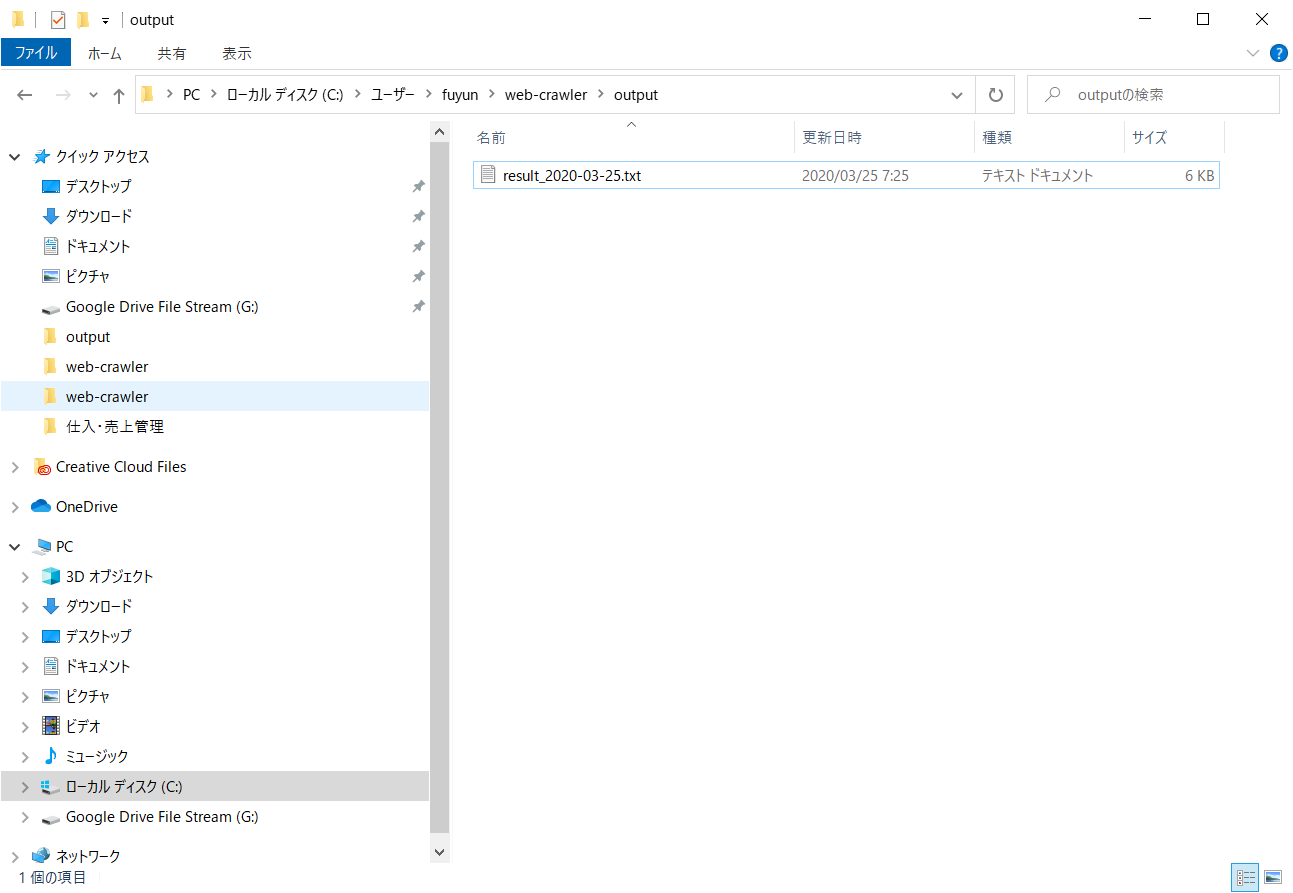 output
ファイル ホーム 共有 表示
PC ローカル ディスク (C:) ユーザー fuyun web-crawler output outputの検索
クイック アクセス
デスクトップ
ダウンロード
ドキュメント
ピクチャ
Google Drive File Stream (G:)
output
web-crawler
web-crawler
仕入・売上管理
Creative Cloud Files
OneDrive
PC
3D オブジェクト
ダウンロード
デスクトップ
ドキュメント
ピクチャ
ビデオ
ミュージック
ローカル ディスク (C:)
Google Drive File Stream (G:)
ネットワーク
名前 更新日時 種類 サイズ
result_2020-03-25.txt 2020/03/25 7:25 テキスト ドキュメント 6 KB
1 個の項目